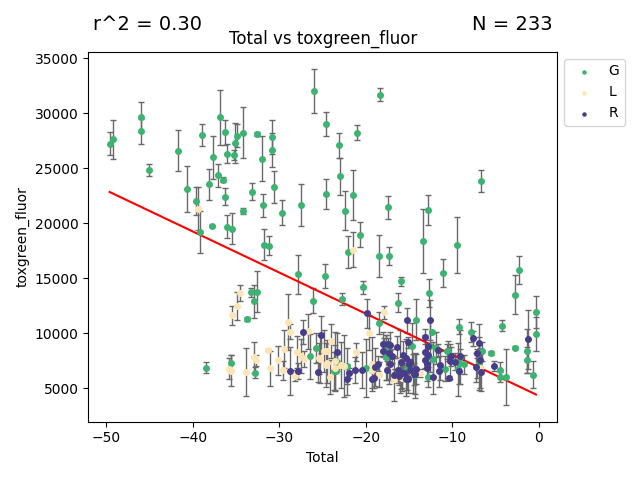 r^2 = 0.30
N = 233
Total vs toxgreen_fluor
35000
30000
25000
20000
15000
10000
5000
toxgreen_fluor
−50
−40
−30
−20
−10
0
Total
G
L
R